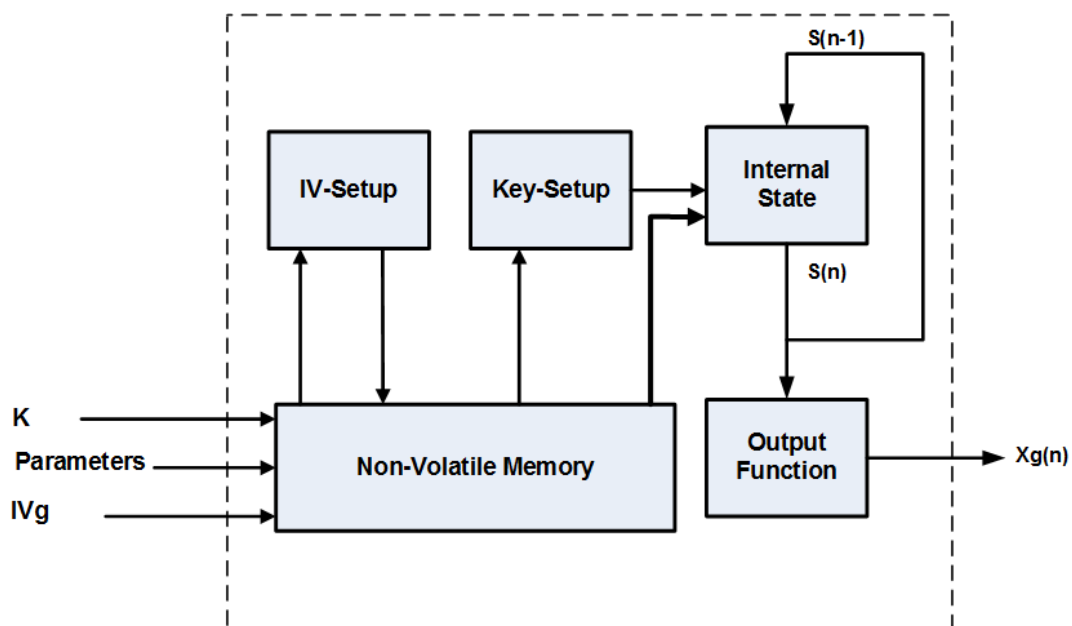 S(n-1)
IV-Setup
Key-Setup
Internal
State
S(n)
K
Parameters
IVg
Non-Volatile Memory
Output
Function
Xg(n)